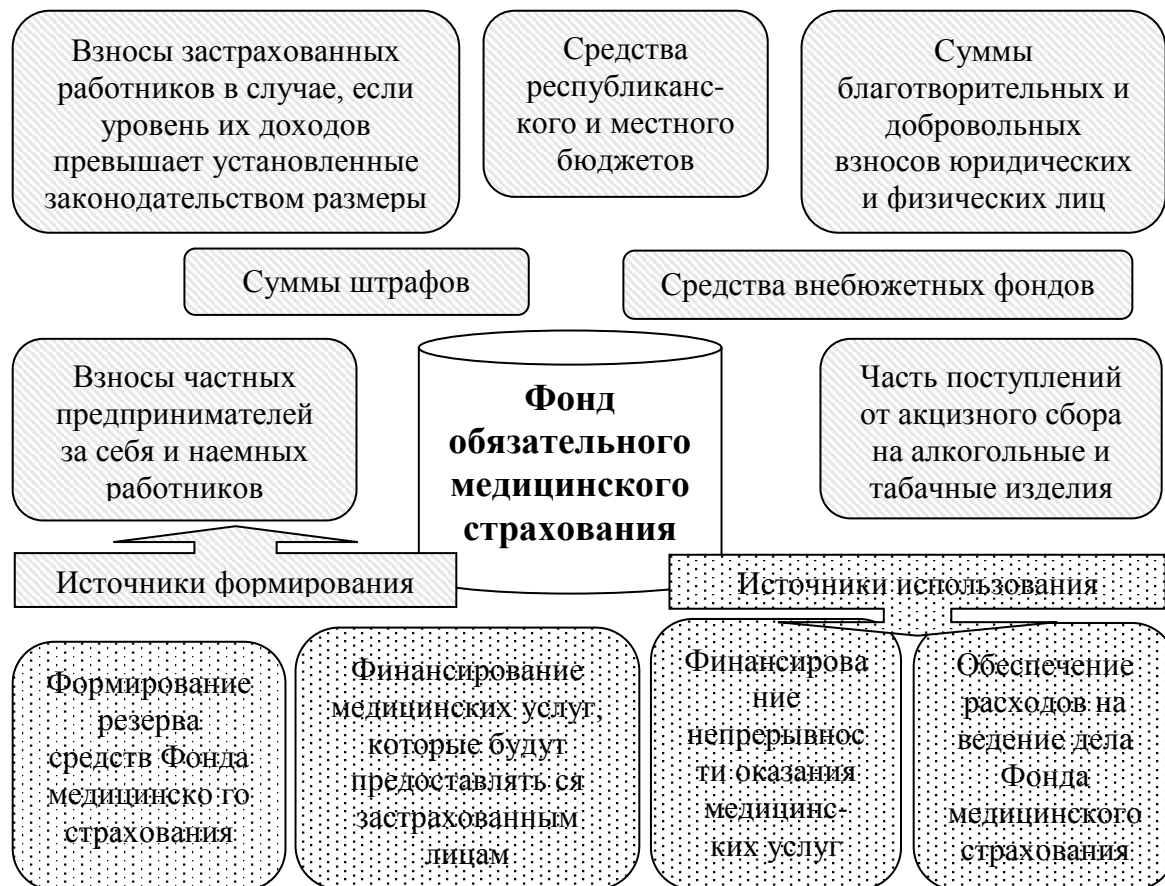 Взносы застрахованных
работников в случае, если
уровень их доходов
превышает установленные
законодательством размеры
Средства
республиканс-
кого и местного
бюджетов
Суммы
благотворительных и
добровольных
взносов юридических
и физических лиц
Суммы штрафов
Средства внебюжетных фондов
Взносы частных
предпринимателей
за себя и наемных
работников
Фонд
обязательного
медицинского
страхования
Часть поступлений
от акцизного сбора
на алкогольные и
табачные изделия
Источники формирования
Источники использования
Формирование
резерва
средств Фонда
медицинско го
страхования
Финансирование
медицинских услуг,
которые будут
предоставлять ся
застрахованным
лицам
Финансирова
ние
непрерывнос
ти оказания
медицинс-
ких услуг
Обеспечение
расходов на
ведение дела
Фонда
медицинского
страхования